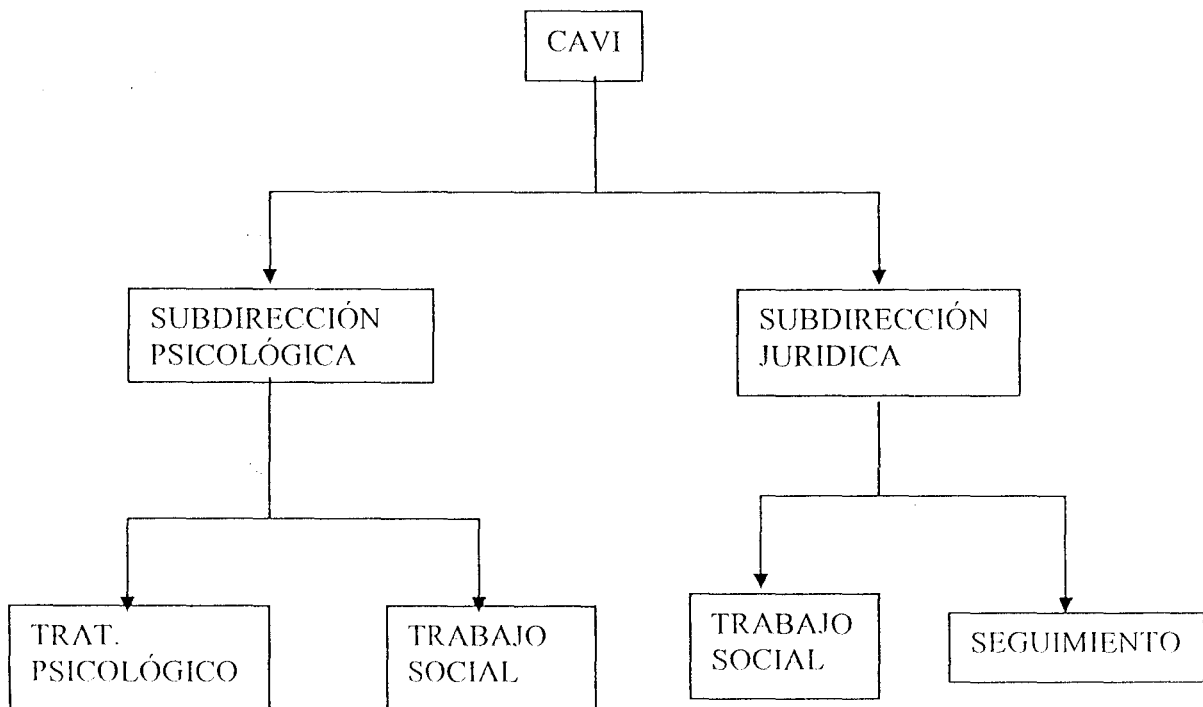 CAVI
SUBDIRECCIÓN
PSICOLÓGICA
SUBDIRECCIÓN
JURIDICA
TRAT.
PSICOLÓGICO
TRABAJO
SOCIAL
TRABAJO
SOCIAL
SEGUIMIENTO